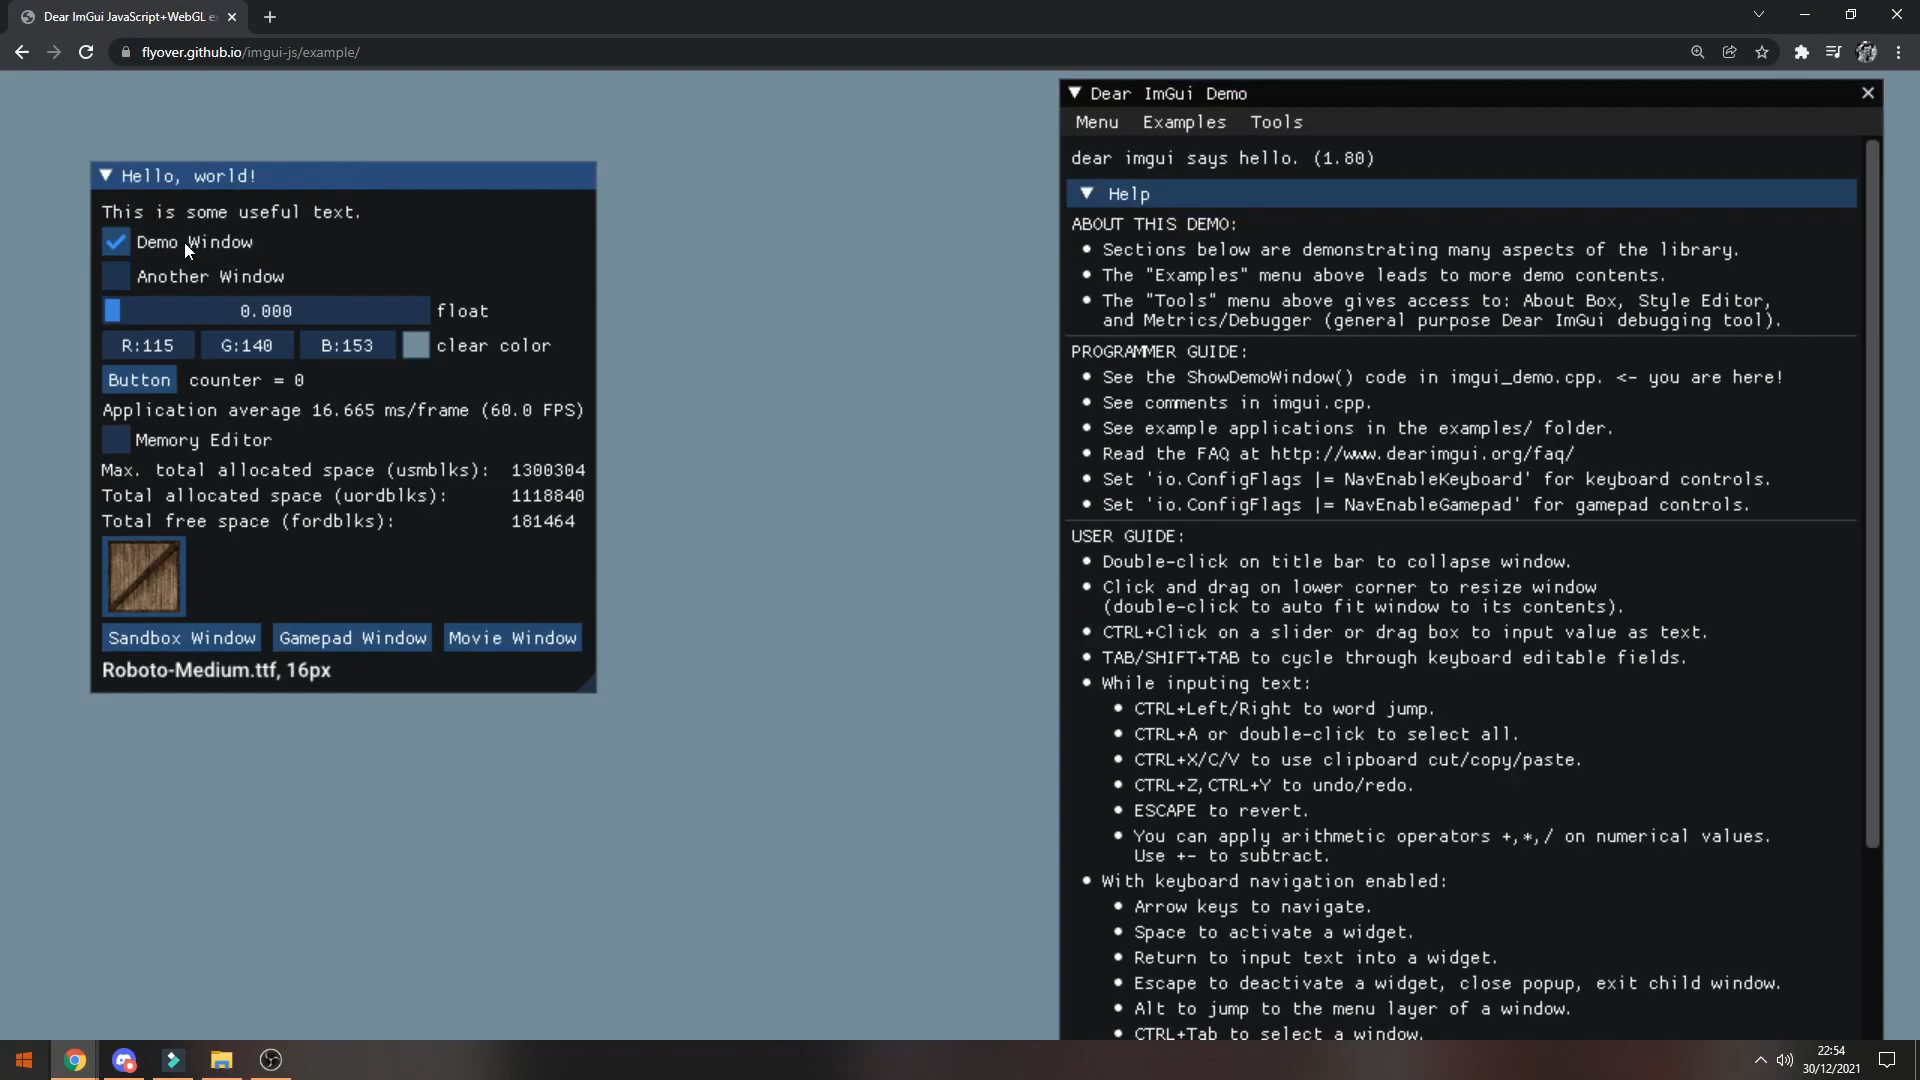 Dear ImGui JavaScript+WebGL e
flyover.github.io/imgui-js/example/
Hello, world!
This is some useful text.
Demo Window
Another Window
0.000 float
R:115 G:140 B:153 clear color
Button counter = 0
Application average 16.665 ms/frame (60.0 FPS)
Memory Editor
Max. total allocated space (usmblks): 1300304
Total allocated space (uordblks): 1118840
Total free space (fordblks): 181464
Sandbox Window Gamepad Window Movie Window
Roboto-Medium.ttf, 16px
Dear ImGui Demo
Menu Examples Tools
dear imgui says hello. (1.80)
Help
ABOUT THIS DEMO:
Sections below are demonstrating many aspects of the library.
The "Examples" menu above leads to more demo contents.
The "Tools" menu above gives access to: About Box, Style Editor,
and Metrics/Debugger (general purpose Dear ImGui debugging tool).
PROGRAMMER GUIDE:
See the ShowDemoWindow() code in imgui_demo.cpp. <- you are here!
See comments in imgui.cpp.
See example applications in the examples/ folder.
Read the FAQ at http://www.dearimgui.org/faq/
Set 'io.ConfigFlags |= NavEnableKeyboard' for keyboard controls.
Set 'io.ConfigFlags |= NavEnableGamepad' for gamepad controls.
USER GUIDE:
Double-click on title bar to collapse window.
Click and drag on lower corner to resize window
(double-click to auto fit window to its contents).
CTRL+Click on a slider or drag box to input value as text.
TAB/SHIFT+TAB to cycle through keyboard editable fields.
While inputing text:
CTRL+Left/Right to word jump.
CTRL+A or double-click to select all.
CTRL+X/C/V to use clipboard cut/copy/paste.
CTRL+Z,CTRL+Y to undo/redo.
ESCAPE to revert.
You can apply arithmetic operators +,*,/ on numerical values.
Use +- to subtract.
With keyboard navigation enabled:
Arrow keys to navigate.
Space to activate a widget.
Return to input text into a widget.
Escape to deactivate a widget, close popup, exit child window.
Alt to jump to the menu layer of a window.
CTRL+Tab to select a window.
22:54
30/12/2021